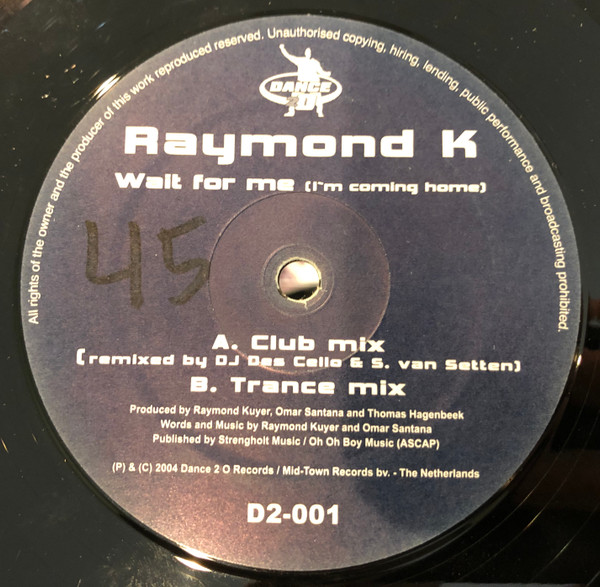 All rights of the owner and the producer of this work reproduced reserved. Unauthorised copying, hiring, lending, public performance and broadcasting prohibited.
DANCE
2O
Raymond K
Wait for me (I'm coming home)
45
A. Club mix
(remixed by DJ Des Cello & S. van Setten)
B. Trance mix
Produced by Raymond Kuyer, Omar Santana and Thomas Hagenbeek
Words and Music by Raymond Kuyer and Omar Santana
Published by Strengholt Music / Oh Oh Boy Music (ASCAP)
(P) & (C) 2004 Dance 2 O Records / Mid-Town Records bv. - The Netherlands
D2-001